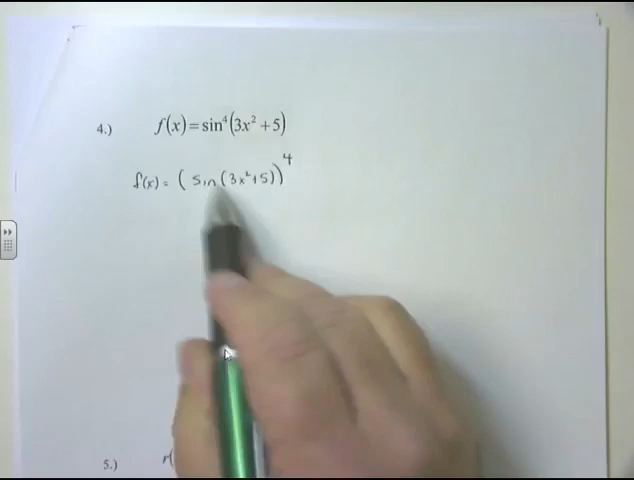 4.) f(x)=sin⁴(3x²+5)
f(x) = (sin(3x²+5))⁴
5.) r(